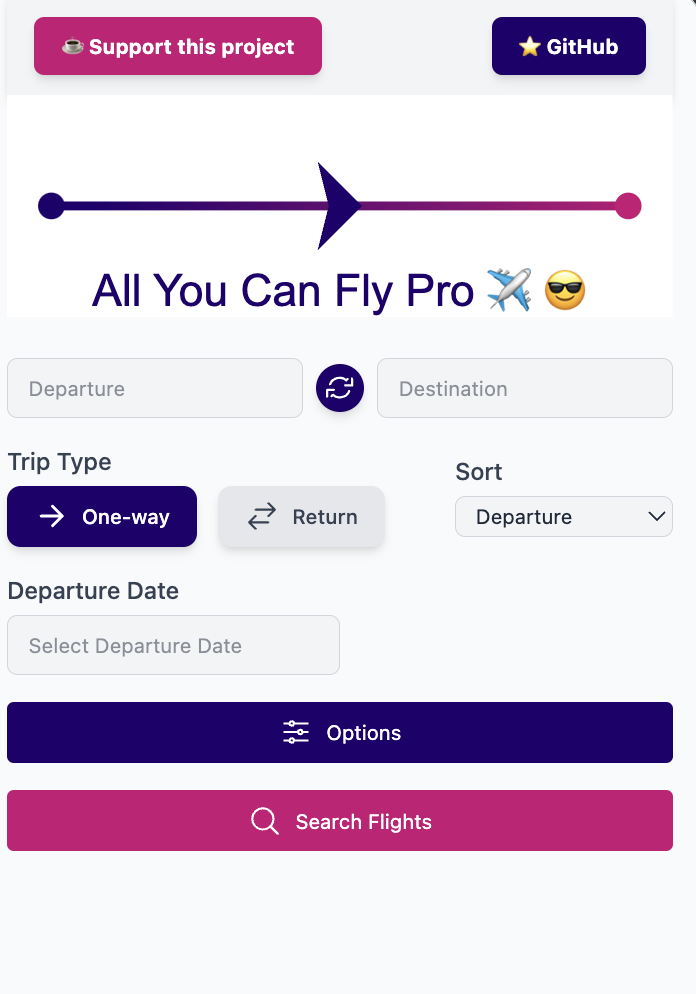 ☕ Support this project
⭐ GitHub
All You Can Fly Pro ✈️ 😎
Departure
Destination
Trip Type
Sort
One-way
Return
Departure
Departure Date
Select Departure Date
Options
Search Flights